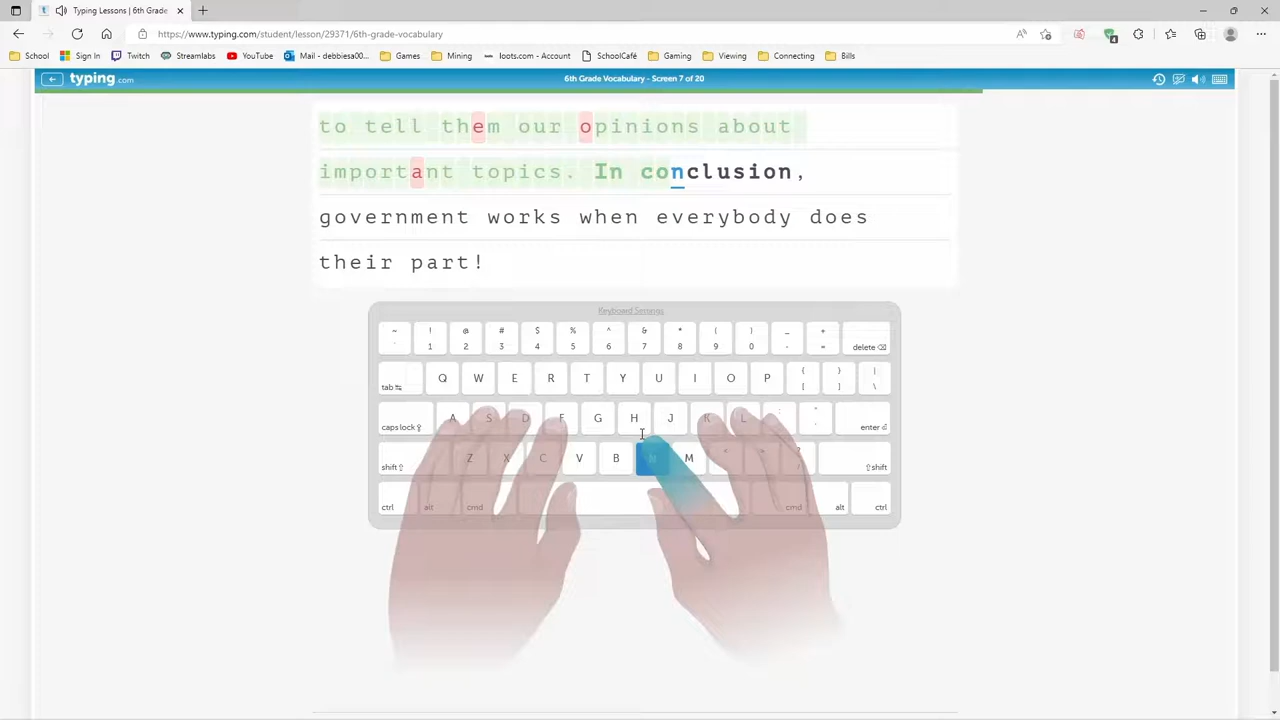 Typing Lessons | 6th Grade
https://www.typing.com/student/lesson/29371/6th-grade-vocabulary
School Sign In Twitch Streamlabs YouTube Mail - debbiesa00... Games Mining loots.com - Account SchoolCafé Gaming Viewing Connecting Bills
typing.com 6th Grade Vocabulary - Screen 7 of 20
to tell them our opinions about
important topics. In conclusion,
government works when everybody does
their part!
Keyboard Settings
~ ! @ # $ % ^ & * ( ) _ +
` 1 2 3 4 5 6 7 8 9 0 - = delete
tab Q W E R T Y U I O P { } |
[ ] \
caps lock A S D F G H J K L : " enter
shift Z X C V B N M < > ? shift
/
ctrl alt cmd cmd alt ctrl